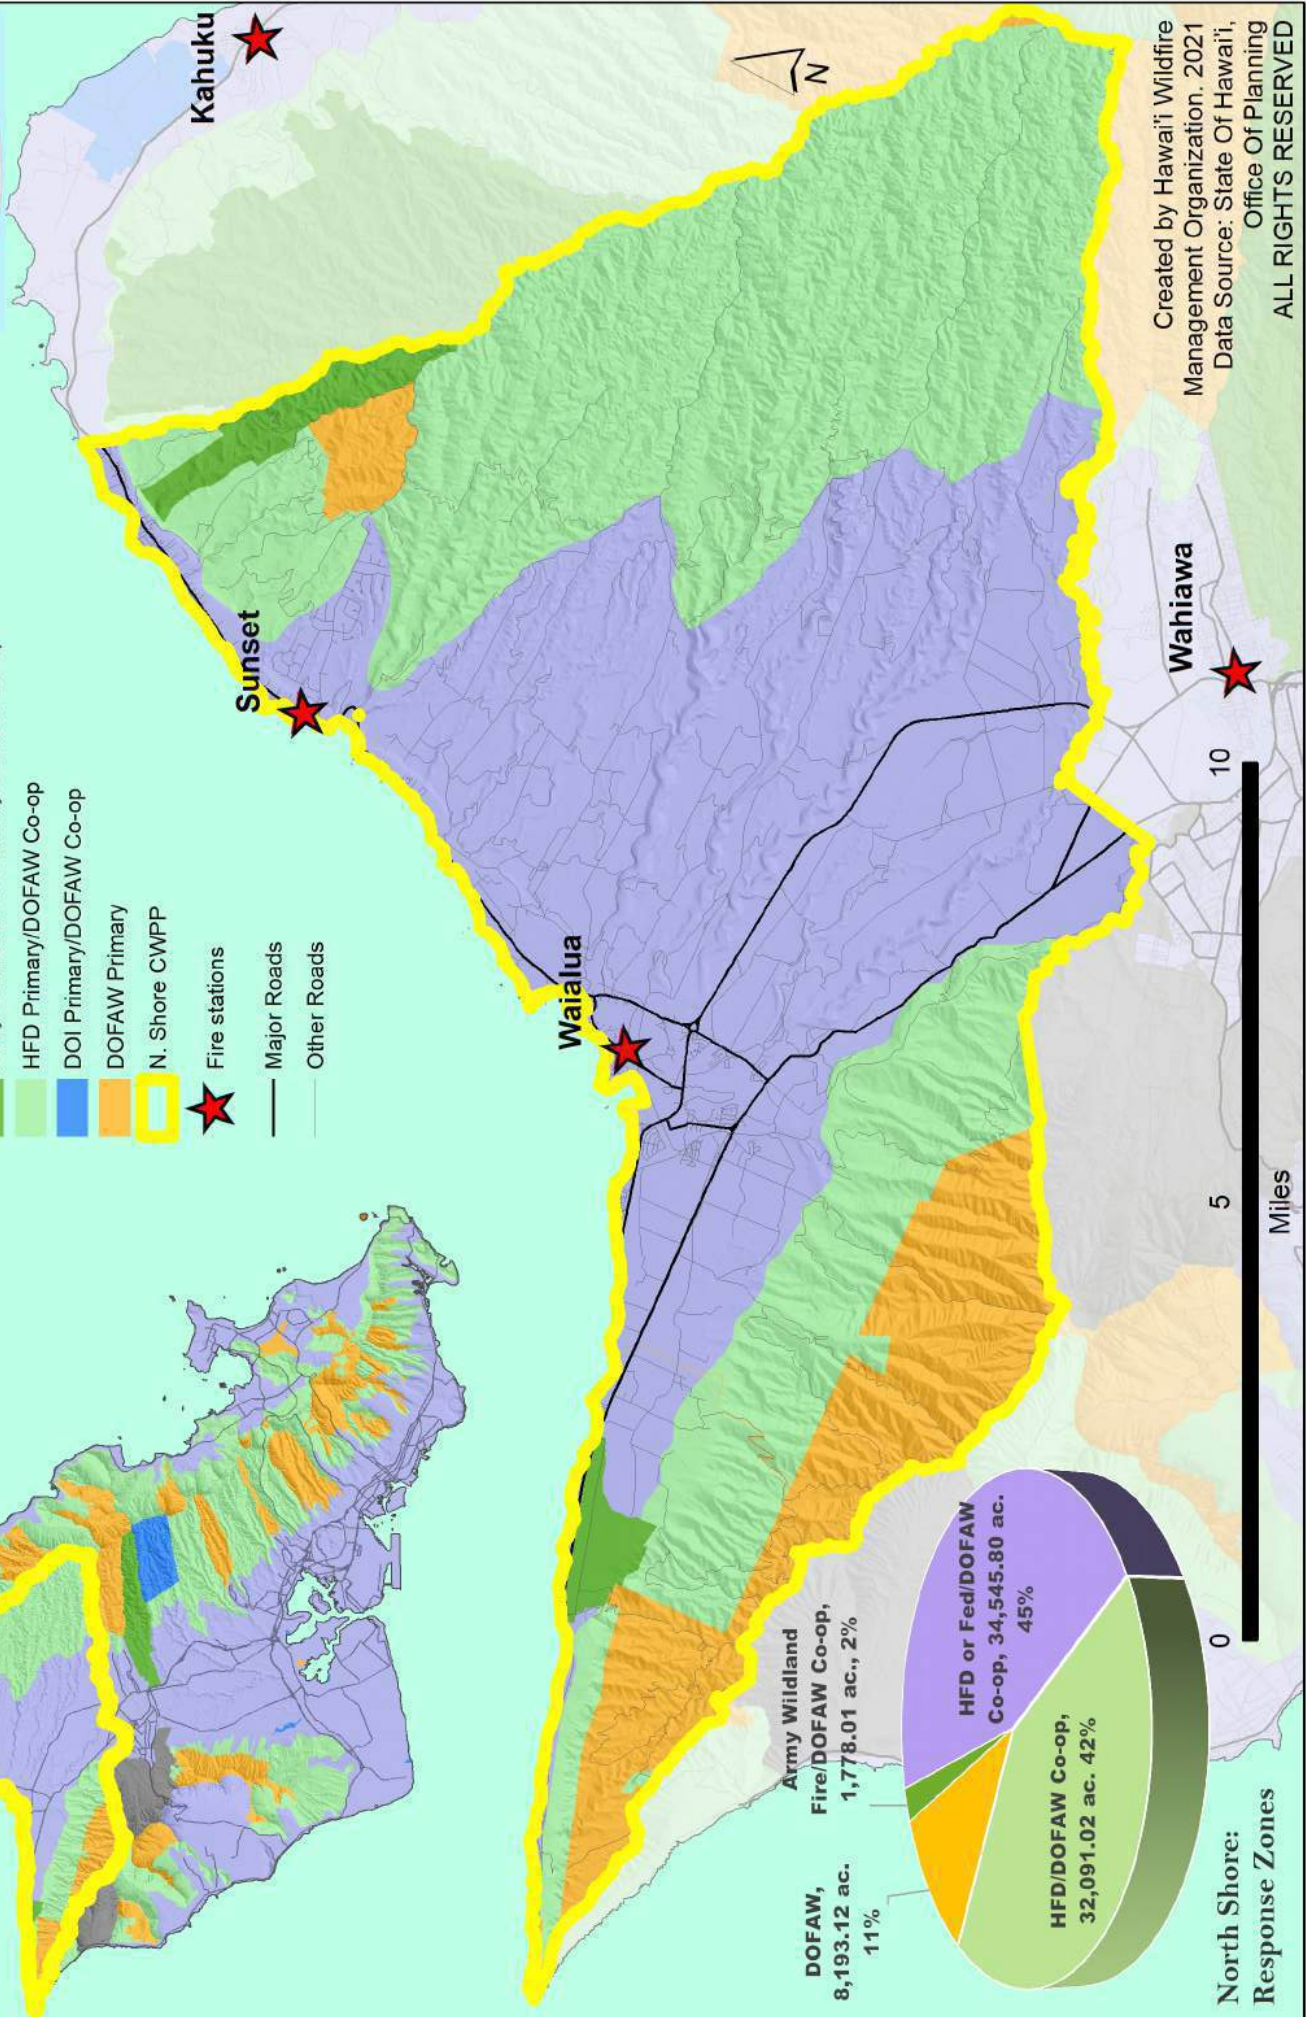 HFD Primary/DOFAW Co-op
DOI Primary/DOFAW Co-op
DOFAW Primary
N. Shore CWPP
Fire stations
Major Roads
Other Roads
Kahuku
Sunset
Waialua
Wahiawa
N
Created by Hawai'i Wildfire
Management Organization. 2021
Data Source: State Of Hawai'i,
Office Of Planning
ALL RIGHTS RESERVED
0
5
10
Miles
Army Wildland
Fire/DOFAW Co-op,
1,778.01 ac., 2%
DOFAW,
8,193.12 ac.
11%
HFD or Fed/DOFAW
Co-op, 34,545.80 ac.
45%
HFD/DOFAW Co-op,
32,091.02 ac. 42%
North Shore:
Response Zones